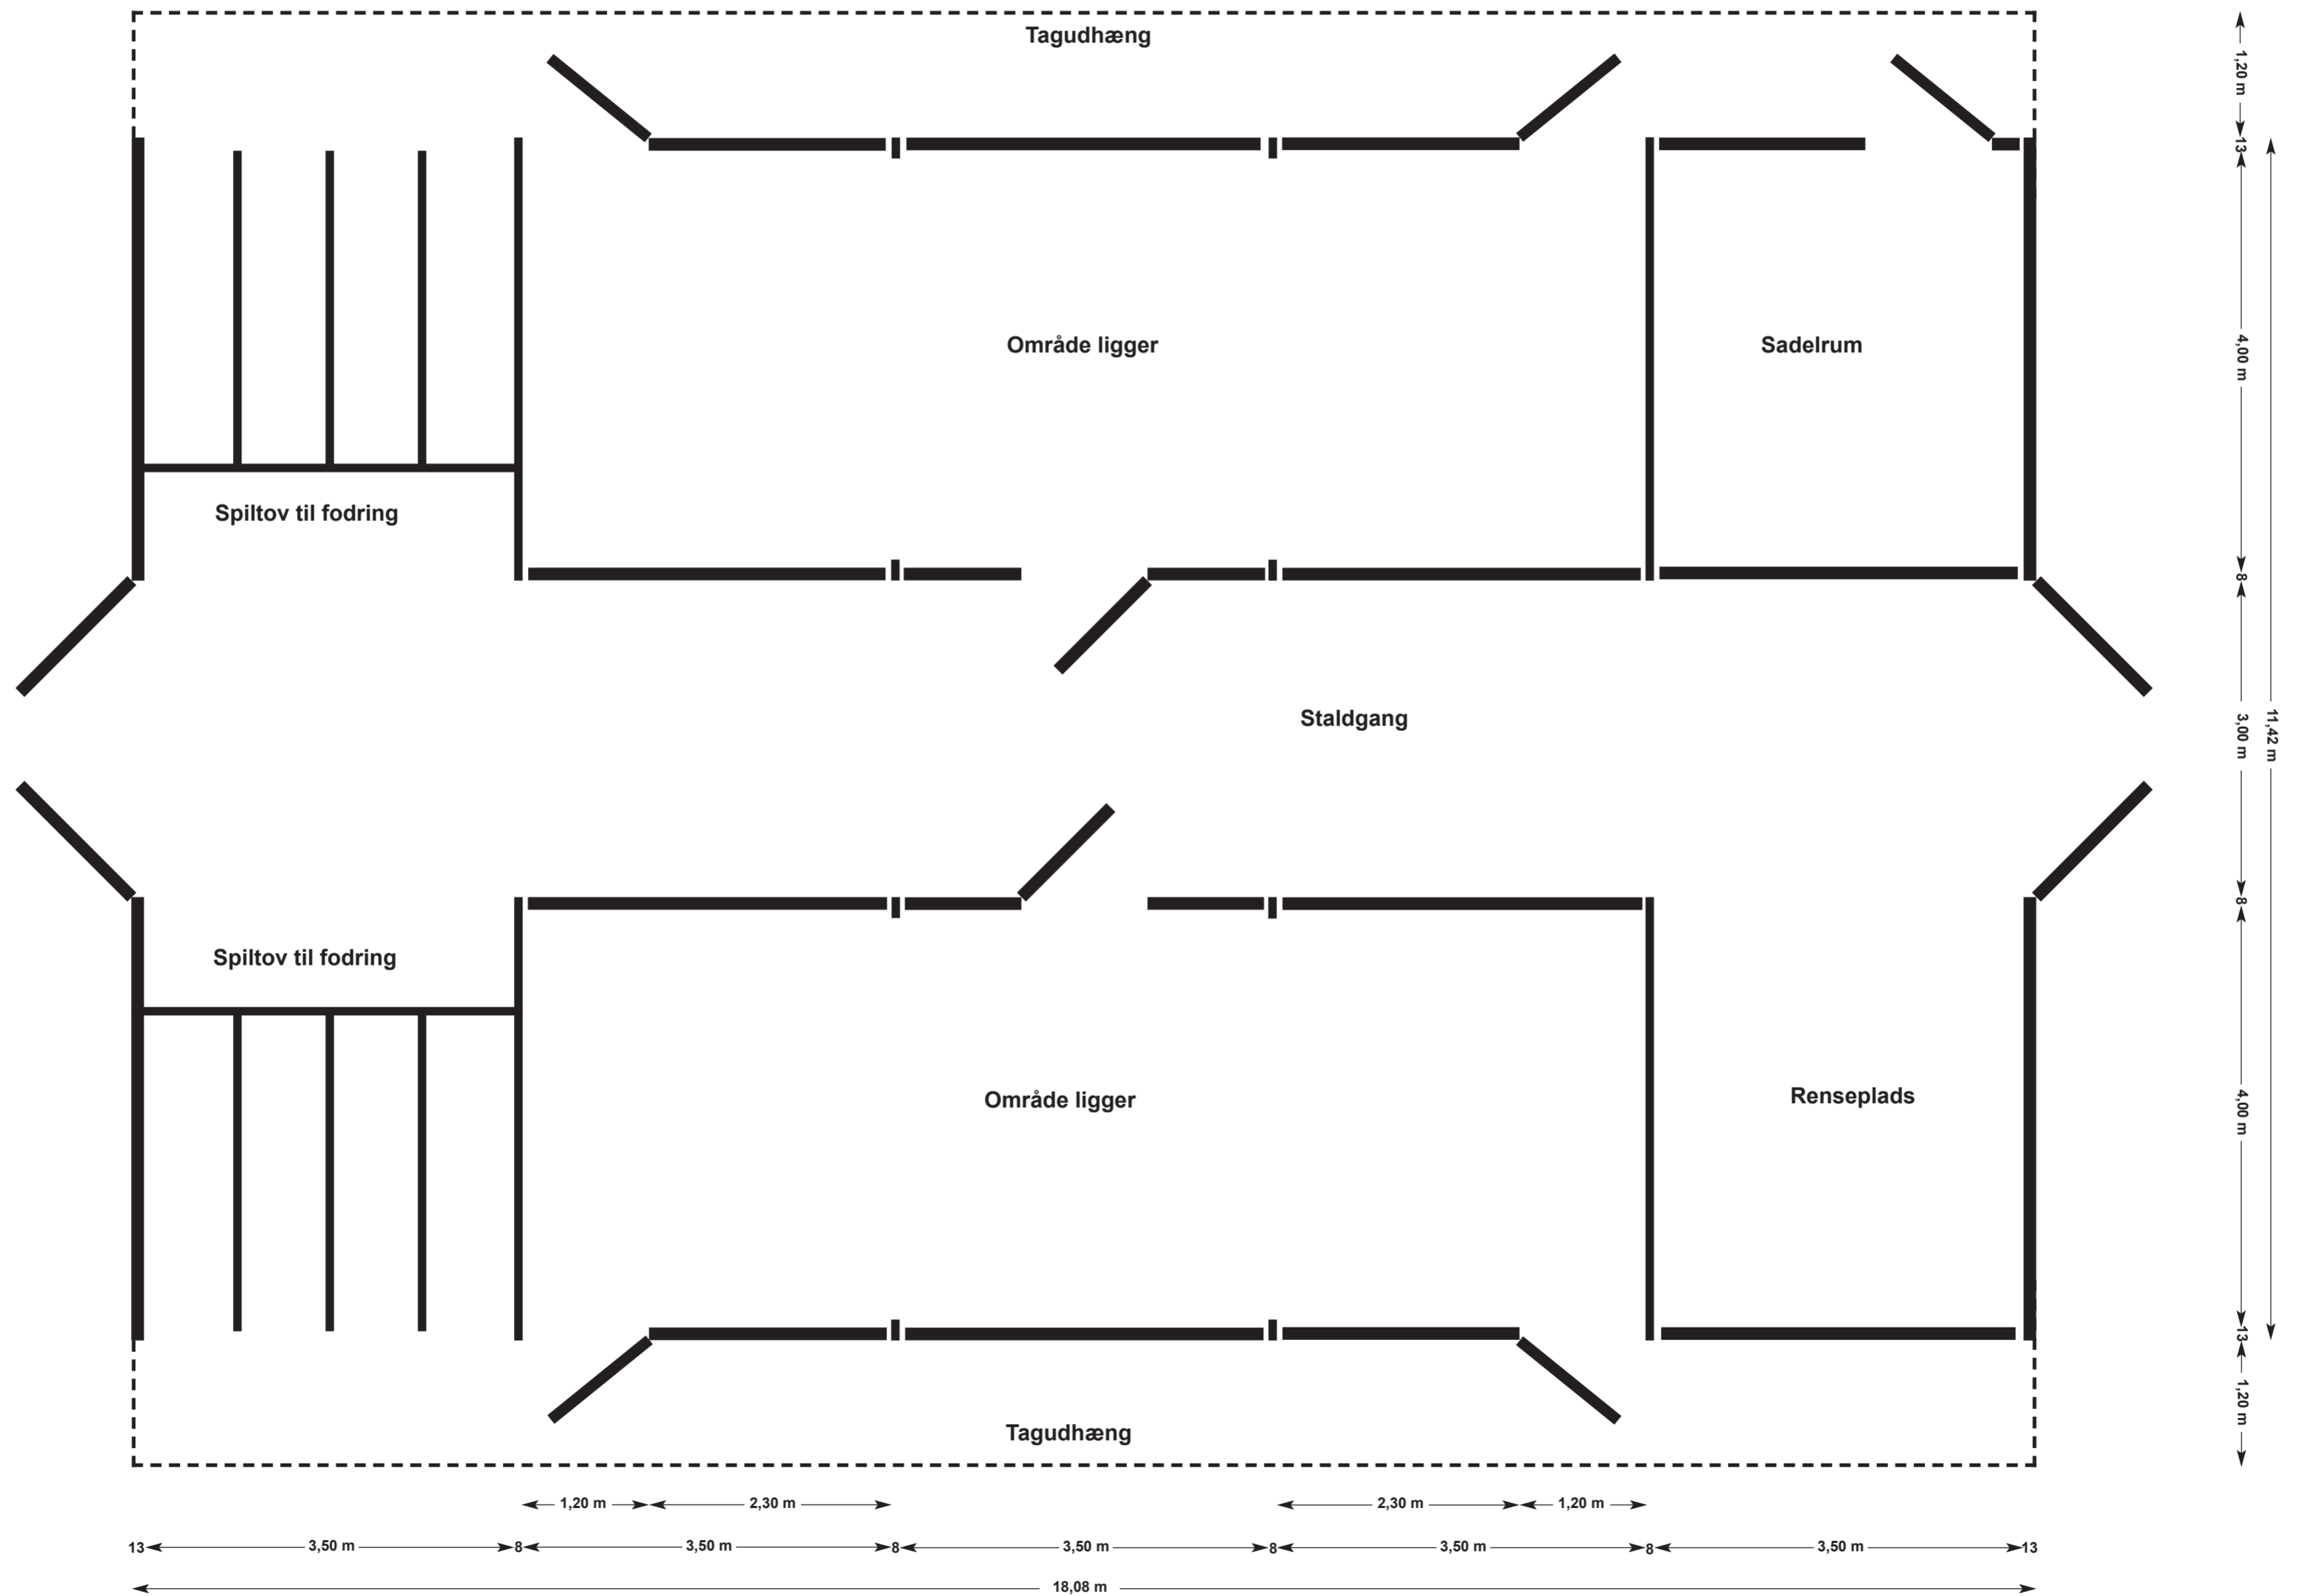 Tagudhæng
1,20 m
13
Område ligger
Sadelrum
4,00 m
Spiltov til fodring
8
Staldgang
3,00 m
11,42 m
8
Spiltov til fodring
Område ligger
Renseplads
4,00 m
13
1,20 m
Tagudhæng
1,20 m 2,30 m 2,30 m 1,20 m
13 3,50 m 8 3,50 m 8 3,50 m 8 3,50 m 8 3,50 m 13
18,08 m